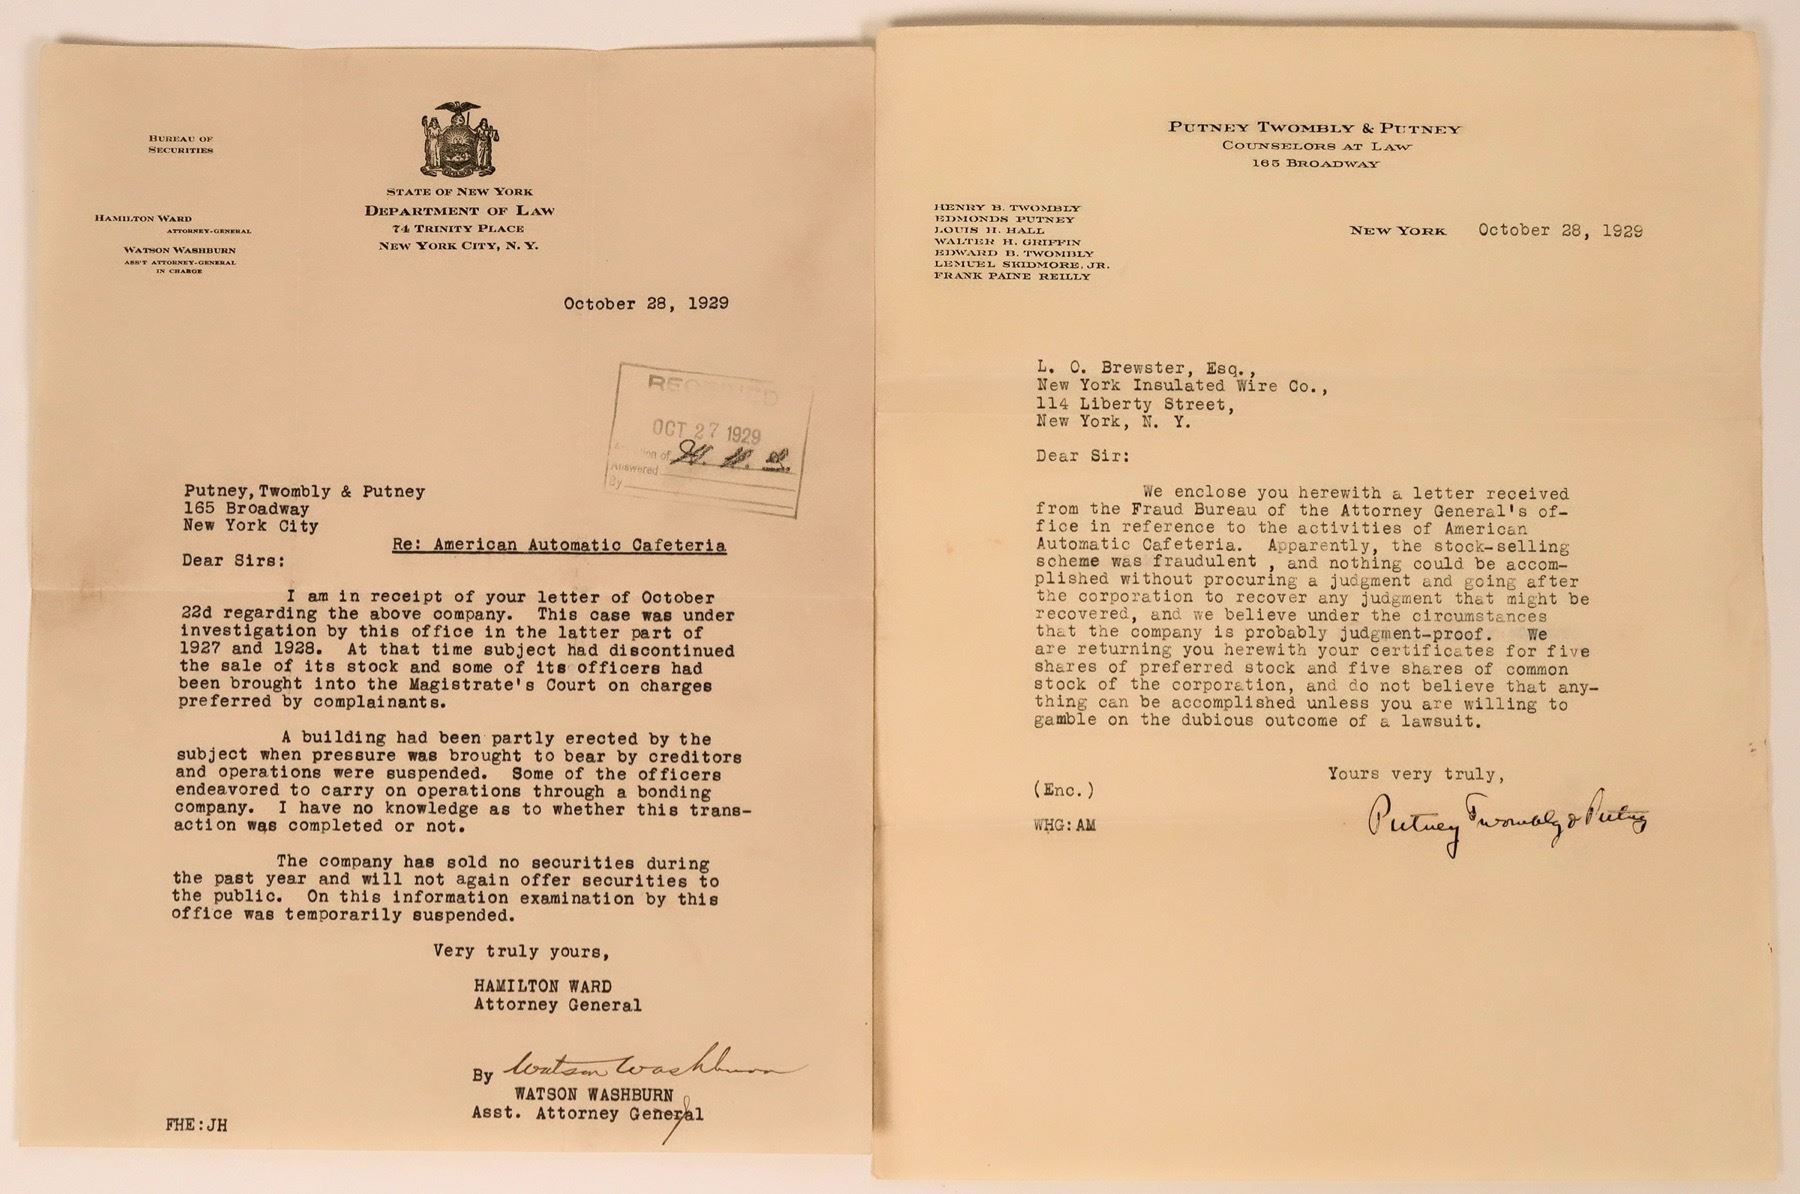 BUREAU OF
SECURITIES
HAMILTON WARD
ATTORNEY-GENERAL
WATSON WASHBURN
ASS'T ATTORNEY-GENERAL
IN CHARGE
STATE OF NEW YORK
DEPARTMENT OF LAW
74 TRINITY PLACE
NEW YORK CITY, N. Y.
October 28, 1929
RECEIVED
OCT 27 1929
Answered
By
Putney, Twombly & Putney
165 Broadway
New York City
Re: American Automatic Cafeteria
Dear Sirs:
I am in receipt of your letter of October
22d regarding the above company. This case was under
investigation by this office in the latter part of
1927 and 1928. At that time subject had discontinued
the sale of its stock and some of its officers had
been brought into the Magistrate's Court on charges
preferred by complainants.
A building had been partly erected by the
subject when pressure was brought to bear by creditors
and operations were suspended. Some of the officers
endeavored to carry on operations through a bonding
company. I have no knowledge as to whether this trans-
action was completed or not.
The company has sold no securities during
the past year and will not again offer securities to
the public. On this information examination by this
office was temporarily suspended.
Very truly yours,
HAMILTON WARD
Attorney General
By Watson Washburn
WATSON WASHBURN
Asst. Attorney General
FHE:JH
PUTNEY TWOMBLY & PUTNEY
COUNSELORS AT LAW
165 BROADWAY
HENRY B. TWOMBLY
EDMONDS PUTNEY
LOUIS H. HALL
WALTER H. GRIFFIN
EDWARD B. TWOMBLY
LEMUEL SKIDMORE, JR.
FRANK PAINE REILLY
NEW YORK October 28, 1929
L. O. Brewster, Esq.,
New York Insulated Wire Co.,
114 Liberty Street,
New York, N. Y.
Dear Sir:
We enclose you herewith a letter received
from the Fraud Bureau of the Attorney General's of-
fice in reference to the activities of American
Automatic Cafeteria. Apparently, the stock-selling
scheme was fraudulent , and nothing could be accom-
plished without procuring a judgment and going after
the corporation to recover any judgment that might be
recovered, and we believe under the circumstances
that the company is probably judgment-proof. We
are returning you herewith your certificates for five
shares of preferred stock and five shares of common
stock of the corporation, and do not believe that any-
thing can be accomplished unless you are willing to
gamble on the dubious outcome of a lawsuit.
Yours very truly,
(Enc.)
WHG:AM
Putney Twombly & Putney